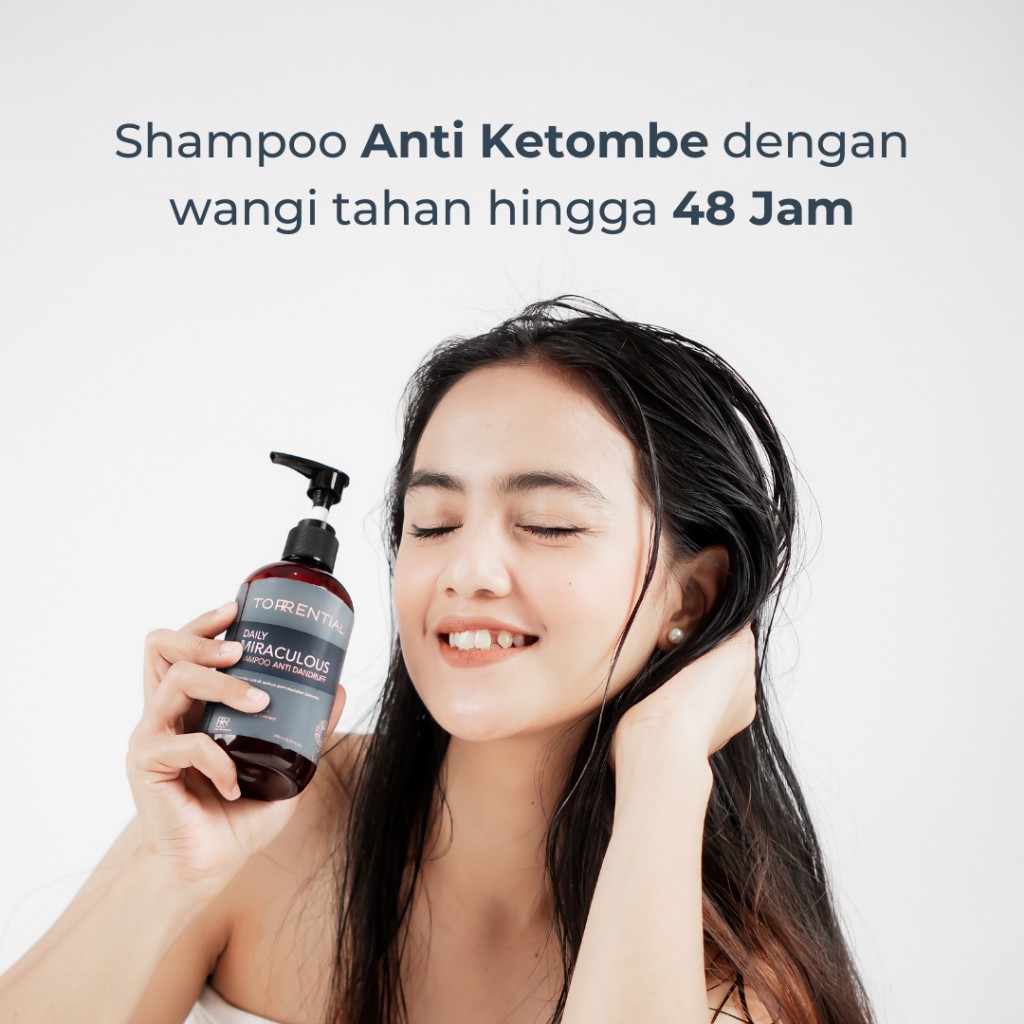 Shampoo Anti Ketombe dengan
wangi tahan hingga 48 Jam
TORRENTIAL
DAILY
MIRACULOUS
SHAMPOO ANTI DANDRUFF